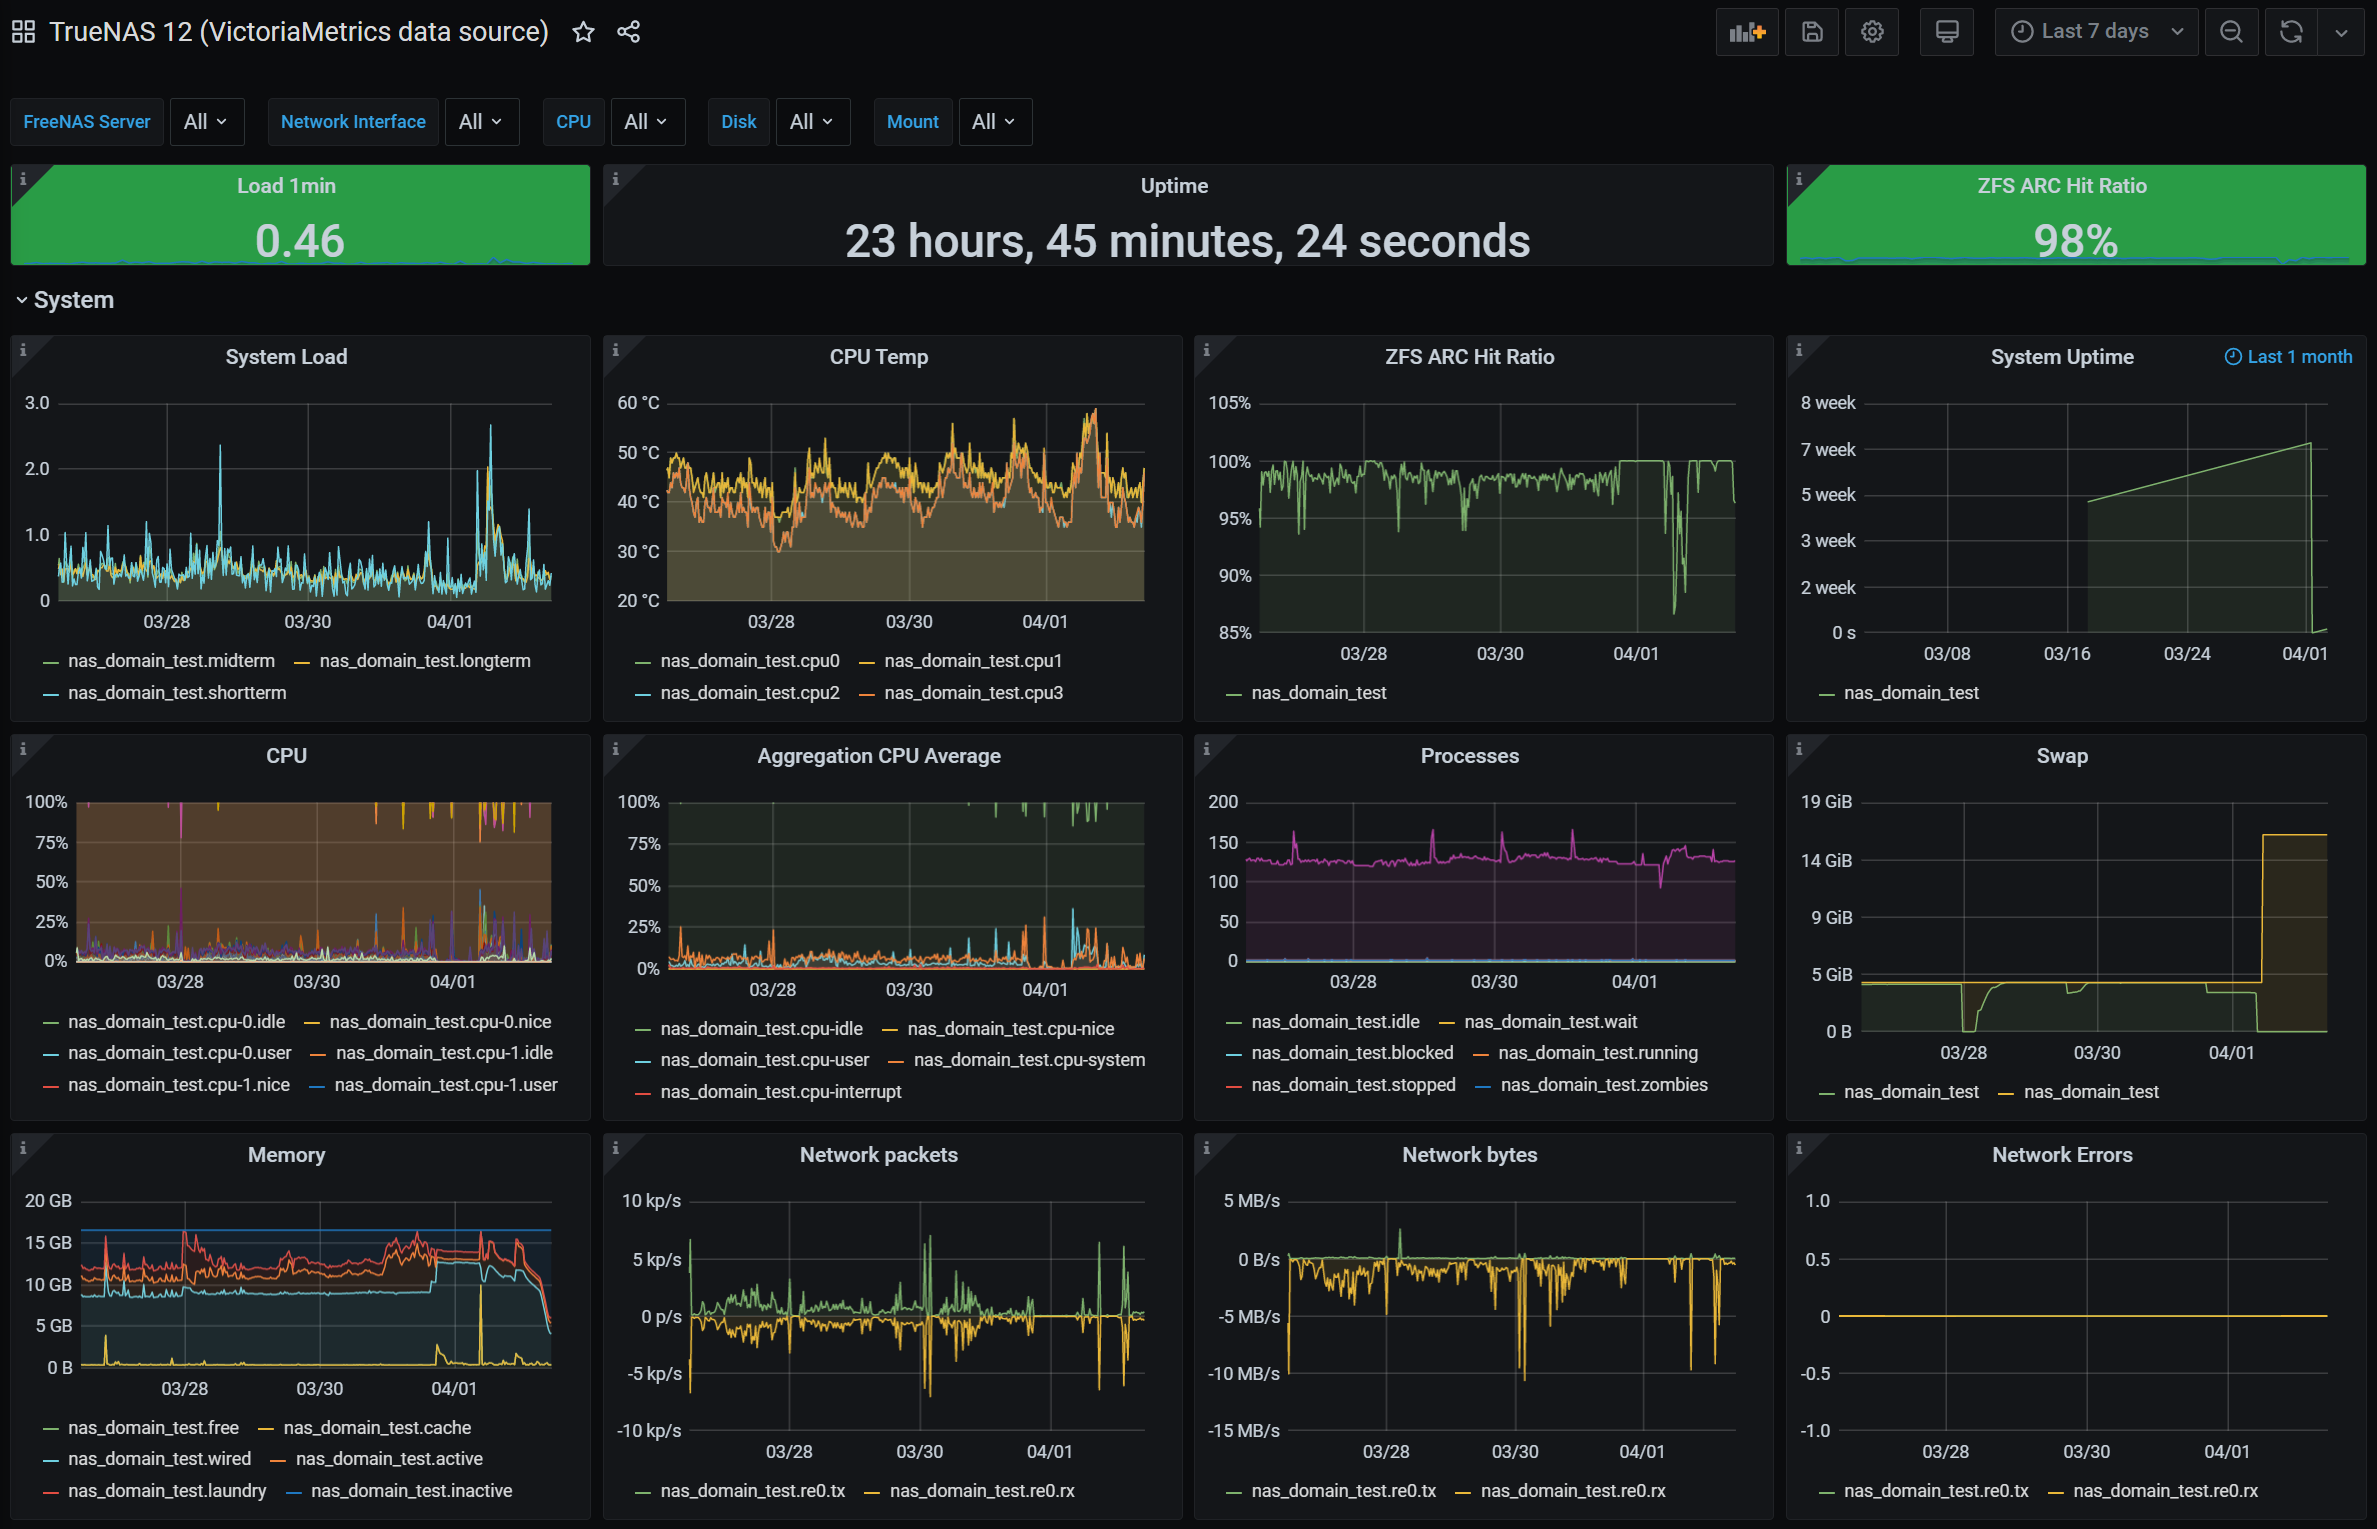 TrueNAS 12 (VictoriaMetrics data source)
Last 7 days
FreeNAS Server All Network Interface All CPU All Disk All Mount All
Load 1min
0.46
Uptime
23 hours, 45 minutes, 24 seconds
ZFS ARC Hit Ratio
98%
System
System Load
3.0
2.0
1.0
0
03/28 03/30 04/01
nas_domain_test.midterm nas_domain_test.longterm
nas_domain_test.shortterm
CPU Temp
60 °C
50 °C
40 °C
30 °C
20 °C
03/28 03/30 04/01
nas_domain_test.cpu0 nas_domain_test.cpu1
nas_domain_test.cpu2 nas_domain_test.cpu3
ZFS ARC Hit Ratio
105%
100%
95%
90%
85%
03/28 03/30 04/01
nas_domain_test
System Uptime Last 1 month
8 week
7 week
5 week
3 week
2 week
0 s
03/08 03/16 03/24 04/01
nas_domain_test
CPU
100%
75%
50%
25%
0%
03/28 03/30 04/01
nas_domain_test.cpu-0.idle nas_domain_test.cpu-0.nice
nas_domain_test.cpu-0.user nas_domain_test.cpu-1.idle
nas_domain_test.cpu-1.nice nas_domain_test.cpu-1.user
Aggregation CPU Average
100%
75%
50%
25%
0%
03/28 03/30 04/01
nas_domain_test.cpu-idle nas_domain_test.cpu-nice
nas_domain_test.cpu-user nas_domain_test.cpu-system
nas_domain_test.cpu-interrupt
Processes
200
150
100
50
0
03/28 03/30 04/01
nas_domain_test.idle nas_domain_test.wait
nas_domain_test.blocked nas_domain_test.running
nas_domain_test.stopped nas_domain_test.zombies
Swap
19 GiB
14 GiB
9 GiB
5 GiB
0 B
03/28 03/30 04/01
nas_domain_test nas_domain_test
Memory
20 GB
15 GB
10 GB
5 GB
0 B
03/28 03/30 04/01
nas_domain_test.free nas_domain_test.cache
nas_domain_test.wired nas_domain_test.active
nas_domain_test.laundry nas_domain_test.inactive
Network packets
10 kp/s
5 kp/s
0 p/s
-5 kp/s
-10 kp/s
03/28 03/30 04/01
nas_domain_test.re0.tx nas_domain_test.re0.rx
Network bytes
5 MB/s
0 B/s
-5 MB/s
-10 MB/s
-15 MB/s
03/28 03/30 04/01
nas_domain_test.re0.tx nas_domain_test.re0.rx
Network Errors
1.0
0.5
0
-0.5
-1.0
03/28 03/30 04/01
nas_domain_test.re0.tx nas_domain_test.re0.rx